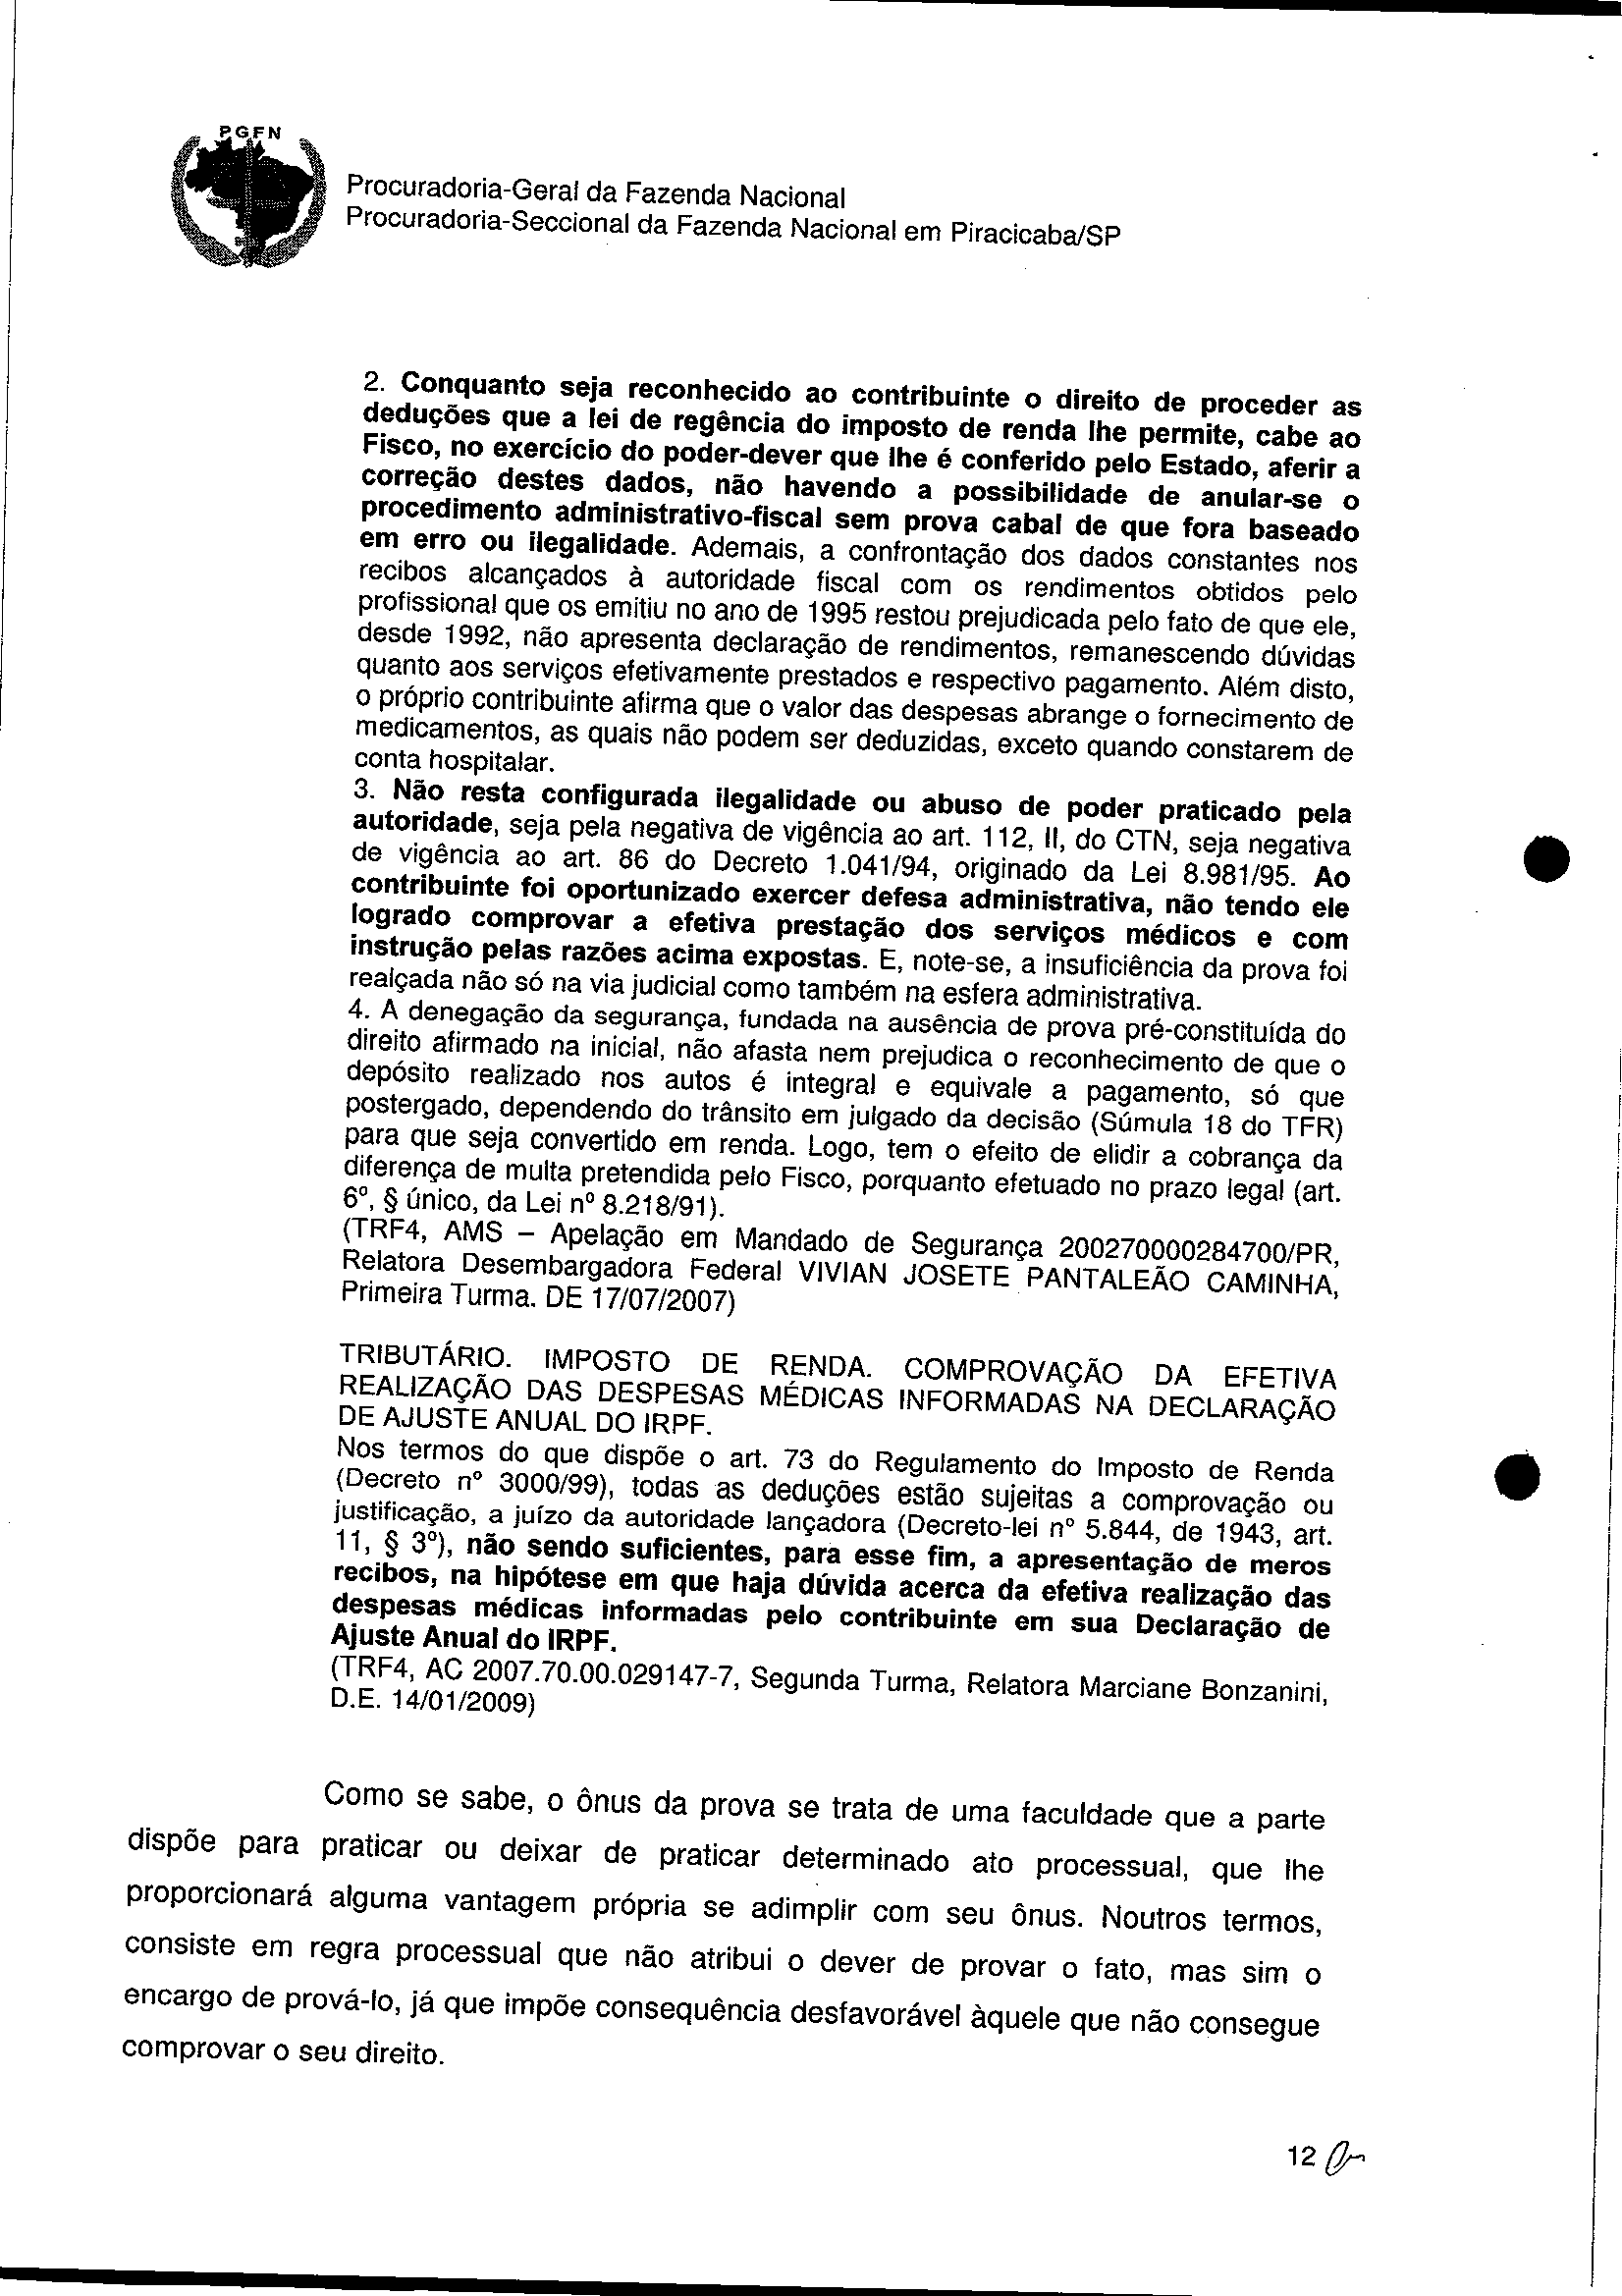 PGFN
Procuradoria-Geral da Fazenda Nacional
Procuradoria-Seccional da Fazenda Nacional em Piracicaba/SP
2. Conquanto seja reconhecido ao contribuinte o direito de proceder as
deduções que a lei de regência do imposto de renda lhe permite, cabe ao
Fisco, no exercício do poder-dever que lhe é conferido pelo Estado, aferir a
correção destes dados, não havendo a possibilidade de anular-se o
procedimento administrativo-fiscal sem prova cabal de que fora baseado
em erro ou ilegalidade. Ademais, a confrontação dos dados constantes nos
recibos alcançados à autoridade fiscal com os rendimentos obtidos pelo
profissional que os emitiu no ano de 1995 restou prejudicada pelo fato de que ele,
desde 1992, não apresenta declaração de rendimentos, remanescendo dúvidas
quanto aos serviços efetivamente prestados e respectivo pagamento. Além disto,
o próprio contribuinte afirma que o valor das despesas abrange o fornecimento de
medicamentos, as quais não podem ser deduzidas, exceto quando constarem de
conta hospitalar.
3. Não resta configurada ilegalidade ou abuso de poder praticado pela
autoridade, seja pela negativa de vigência ao art. 112, II, do CTN, seja negativa
de vigência ao art. 86 do Decreto 1.041/94, originado da Lei 8.981/95. Ao
contribuinte foi oportunizado exercer defesa administrativa, não tendo ele
logrado comprovar a efetiva prestação dos serviços médicos e com
instrução pelas razões acima expostas. E, note-se, a insuficiência da prova foi
realçada não só na via judicial como também na esfera administrativa.
4. A denegação da segurança, fundada na ausência de prova pré-constituída do
direito afirmado na inicial, não afasta nem prejudica o reconhecimento de que o
depósito realizado nos autos é integral e equivale a pagamento, só que
postergado, dependendo do trânsito em julgado da decisão (Súmula 18 do TFR)
para que seja convertido em renda. Logo, tem o efeito de elidir a cobrança da
diferença de multa pretendida pelo Fisco, porquanto efetuado no prazo legal (art.
6º, § único, da Lei nº 8.218/91).
(TRF4, AMS – Apelação em Mandado de Segurança 200270000284700/PR,
Relatora Desembargadora Federal VIVIAN JOSETE PANTALEÃO CAMINHA,
Primeira Turma. DE 17/07/2007)
TRIBUTÁRIO. IMPOSTO DE RENDA. COMPROVAÇÃO DA EFETIVA
REALIZAÇÃO DAS DESPESAS MÉDICAS INFORMADAS NA DECLARAÇÃO
DE AJUSTE ANUAL DO IRPF.
Nos termos do que dispõe o art. 73 do Regulamento do Imposto de Renda
(Decreto nº 3000/99), todas as deduções estão sujeitas a comprovação ou
justificação, a juízo da autoridade lançadora (Decreto-lei nº 5.844, de 1943, art.
11, § 3º), não sendo suficientes, para esse fim, a apresentação de meros
recibos, na hipótese em que haja dúvida acerca da efetiva realização das
despesas médicas informadas pelo contribuinte em sua Declaração de
Ajuste Anual do IRPF.
(TRF4, AC 2007.70.00.029147-7, Segunda Turma, Relatora Marciane Bonzanini,
D.E. 14/01/2009)
Como se sabe, o ônus da prova se trata de uma faculdade que a parte
dispõe para praticar ou deixar de praticar determinado ato processual, que lhe
proporcionará alguma vantagem própria se adimplir com seu ônus. Noutros termos,
consiste em regra processual que não atribui o dever de provar o fato, mas sim o
encargo de prová-lo, já que impõe consequência desfavorável àquele que não consegue
comprovar o seu direito.
12